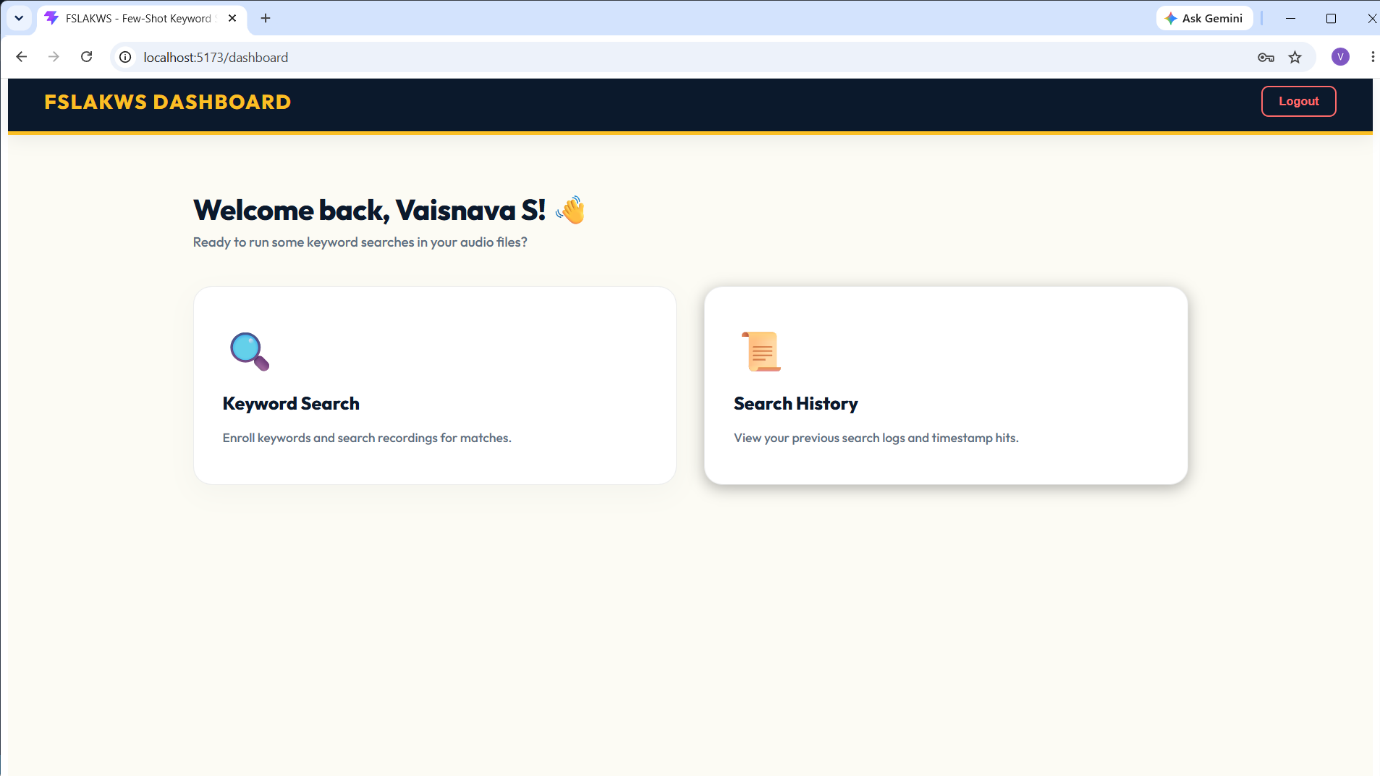 FSLAKWS - Few-Shot Keyword
Ask Gemini
localhost:5173/dashboard
V
FSLAKWS DASHBOARD
Logout
Welcome back, Vaisnava S! 👋
Ready to run some keyword searches in your audio files?
Keyword Search
Enroll keywords and search recordings for matches.
Search History
View your previous search logs and timestamp hits.